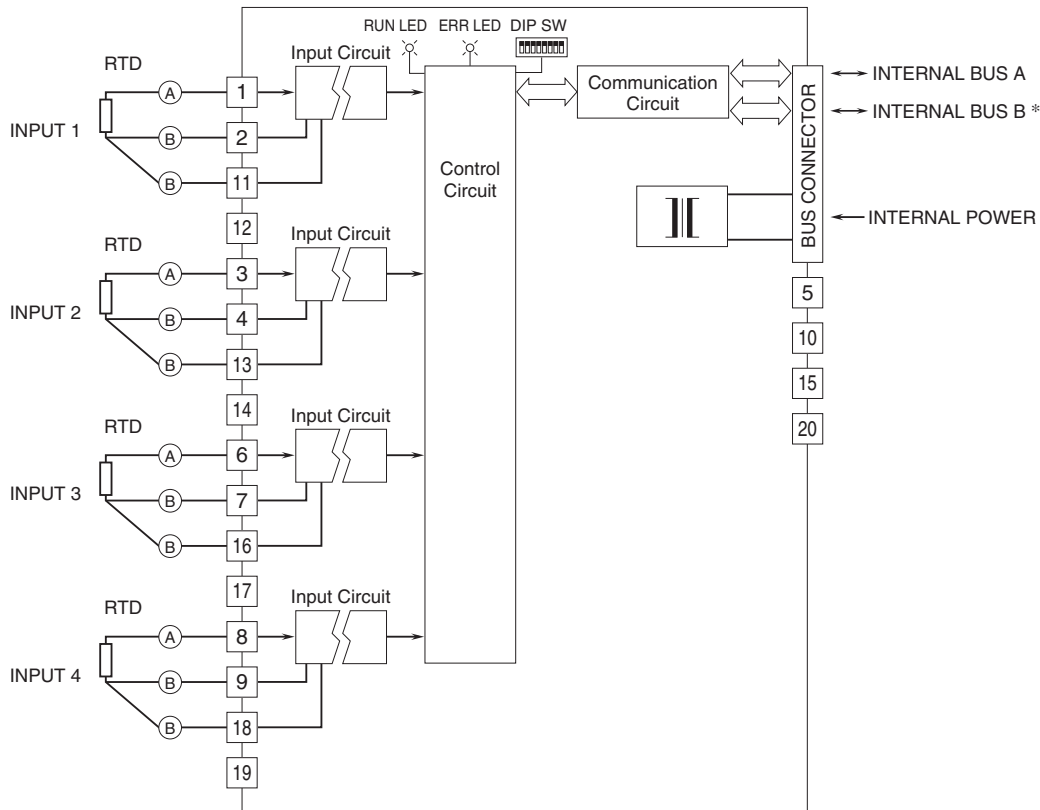 RUN LED ERR LED DIP SW
Input Circuit
RTD
INPUT 1
A
B
B
1
2
11
12
Input Circuit
RTD
INPUT 2
A
B
B
3
4
13
14
Input Circuit
RTD
INPUT 3
A
B
B
6
7
16
17
Input Circuit
RTD
INPUT 4
A
B
B
8
9
18
19
Control
Circuit
Communication
Circuit
BUS CONNECTOR
INTERNAL BUS A
INTERNAL BUS B *
INTERNAL POWER
5
10
15
20